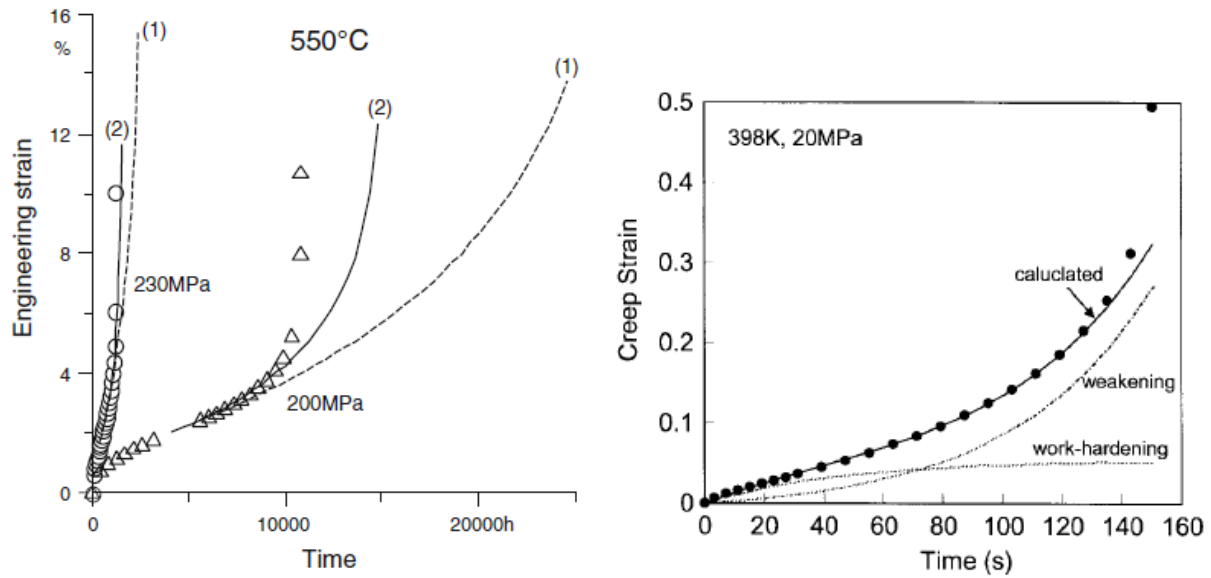 16
%
12
8
4
0
Engineering strain
550°C
(1)
(2)
(2)
(1)
230MPa
200MPa
0
10000
20000h
Time
0.5
0.4
0.3
0.2
0.1
0
Creep Strain
398K, 20MPa
caluclated
weakening
work-hardening
0 20 40 60 80 100 120 140 160
Time (s)